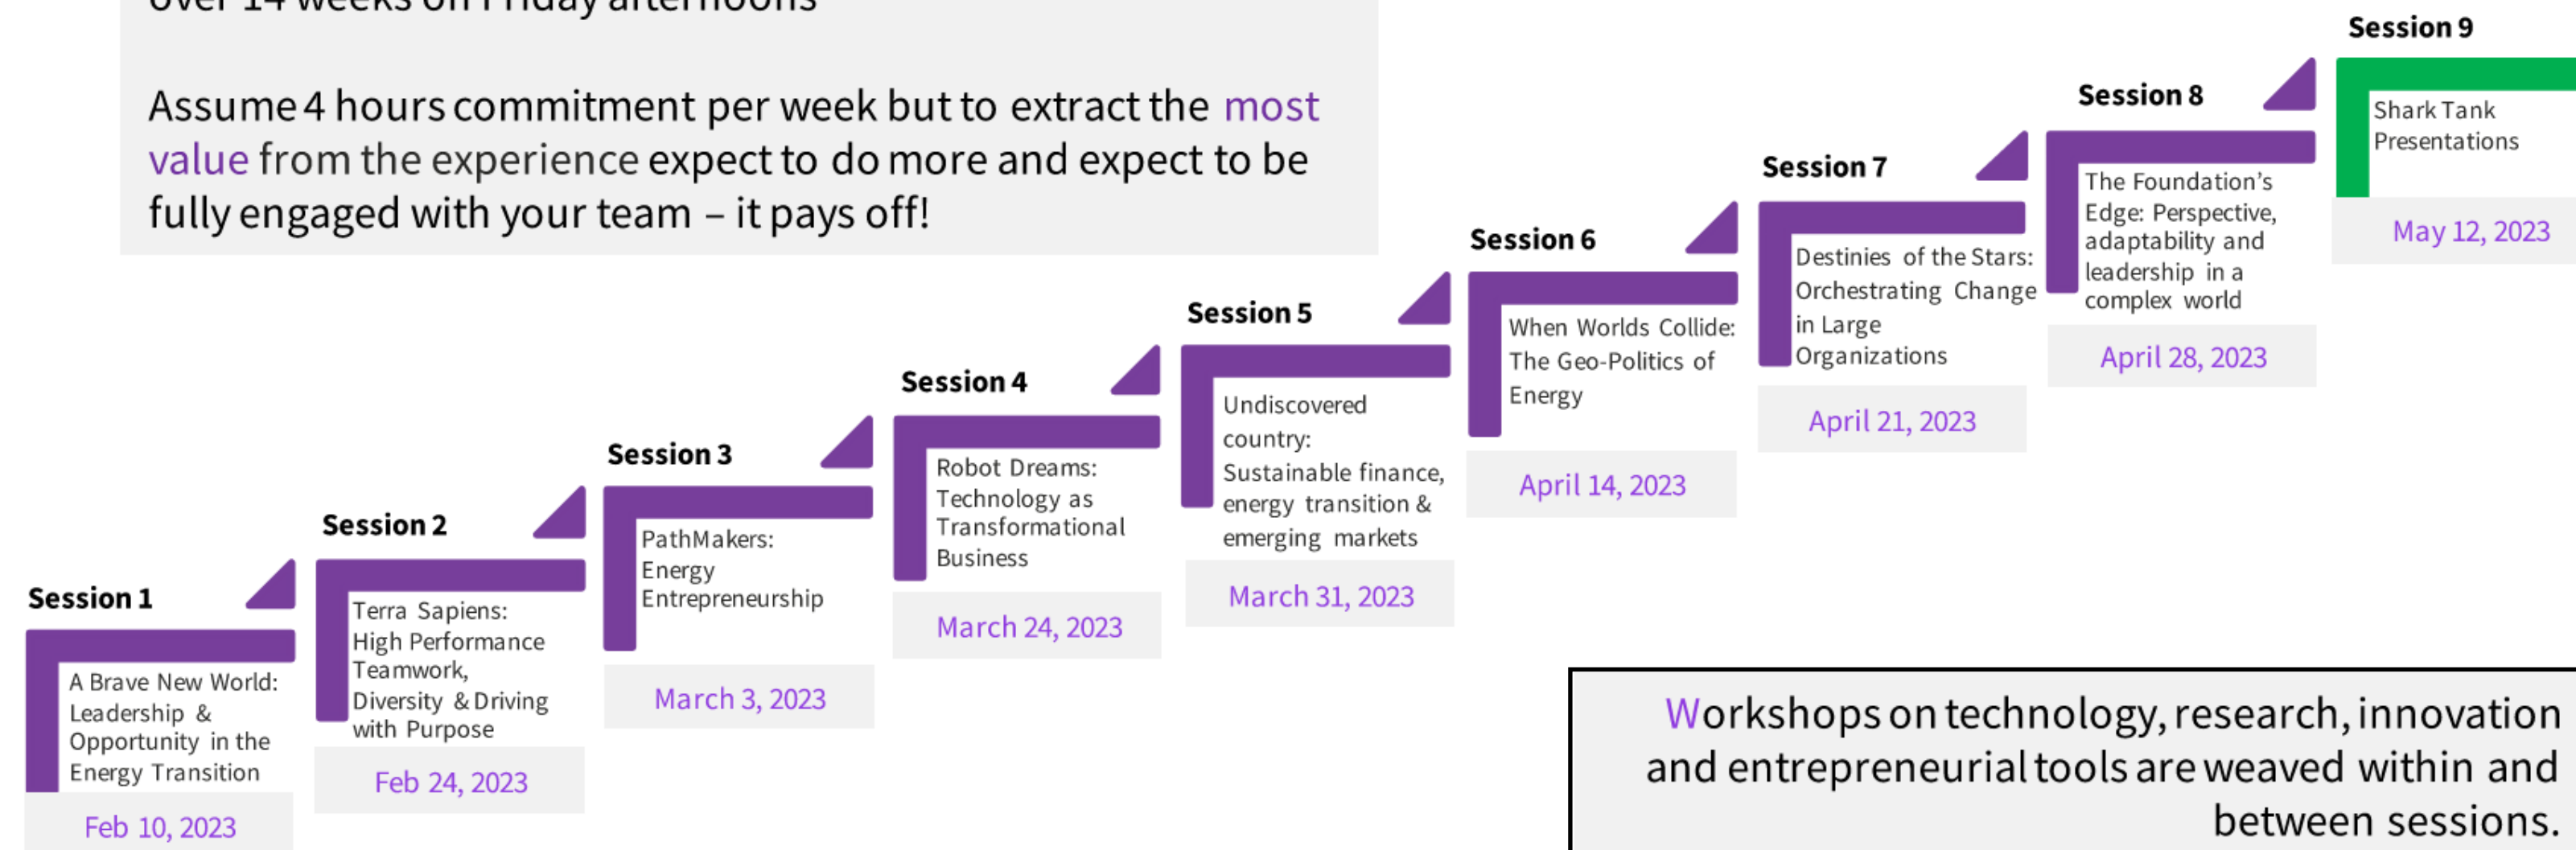 over 14 weeks on Friday afternoons
Assume 4 hours commitment per week but to extract the most
value from the experience expect to do more and expect to be
fully engaged with your team – it pays off!
Session 1
A Brave New World:
Leadership &
Opportunity in the
Energy Transition
Feb 10, 2023
Session 2
Terra Sapiens:
High Performance
Teamwork,
Diversity & Driving
with Purpose
Feb 24, 2023
Session 3
PathMakers:
Energy
Entrepreneurship
March 3, 2023
Session 4
Robot Dreams:
Technology as
Transformational
Business
March 24, 2023
Session 5
Undiscovered
country:
Sustainable finance,
energy transition &
emerging markets
March 31, 2023
Session 6
When Worlds Collide:
The Geo-Politics of
Energy
April 14, 2023
Session 7
Destinies of the Stars:
Orchestrating Change
in Large
Organizations
April 21, 2023
Session 8
The Foundation’s
Edge: Perspective,
adaptability and
leadership in a
complex world
April 28, 2023
Session 9
Shark Tank
Presentations
May 12, 2023
Workshops on technology, research, innovation
and entrepreneurial tools are weaved within and
between sessions.